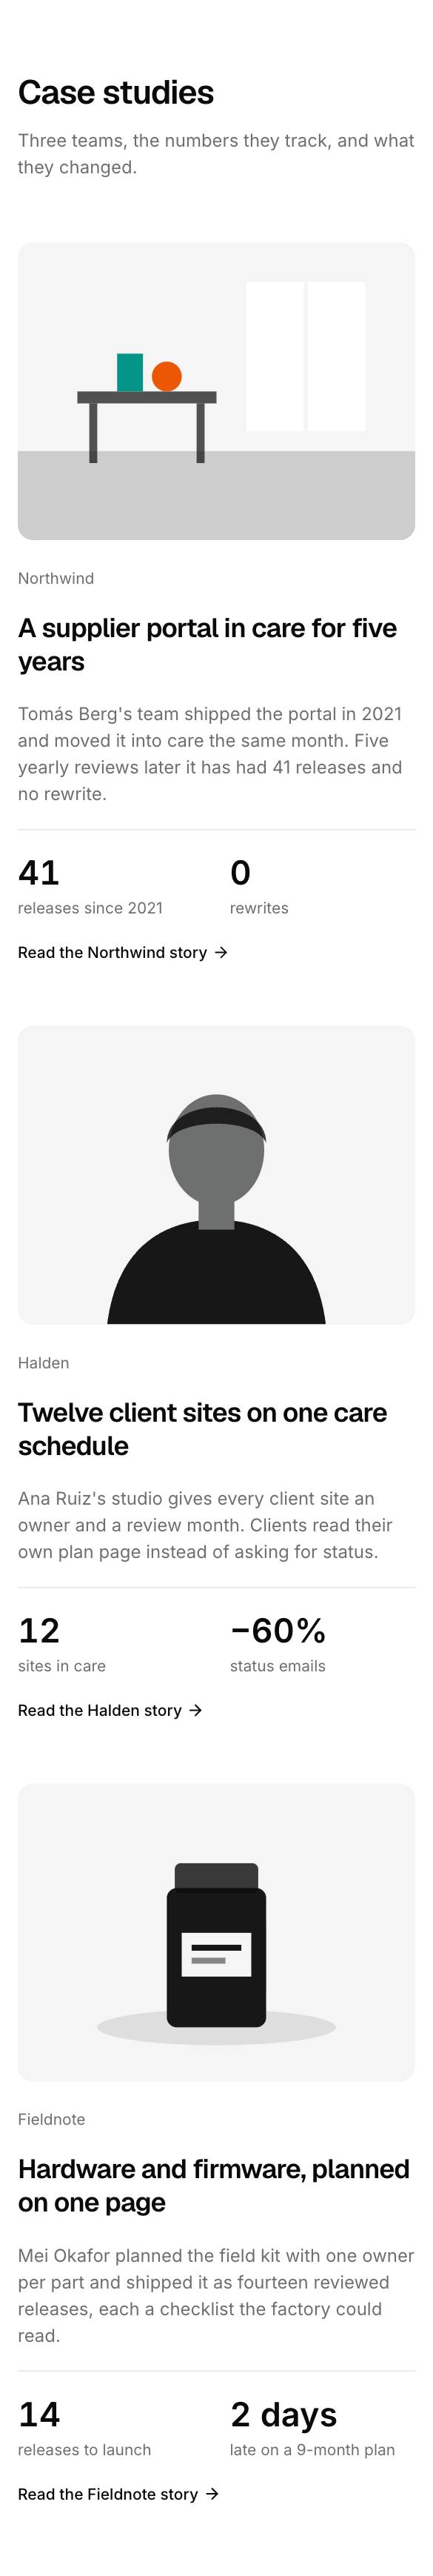 Case studies
Three teams, the numbers they track, and what
they changed.
Northwind
A supplier portal in care for five
years
Tomás Berg's team shipped the portal in 2021
and moved it into care the same month. Five
yearly reviews later it has had 41 releases and
no rewrite.
41
releases since 2021
0
rewrites
Read the Northwind story →
Halden
Twelve client sites on one care
schedule
Ana Ruiz's studio gives every client site an
owner and a review month. Clients read their
own plan page instead of asking for status.
12
sites in care
−60%
status emails
Read the Halden story →
Fieldnote
Hardware and firmware, planned
on one page
Mei Okafor planned the field kit with one owner
per part and shipped it as fourteen reviewed
releases, each a checklist the factory could
read.
14
releases to launch
2 days
late on a 9-month plan
Read the Fieldnote story →